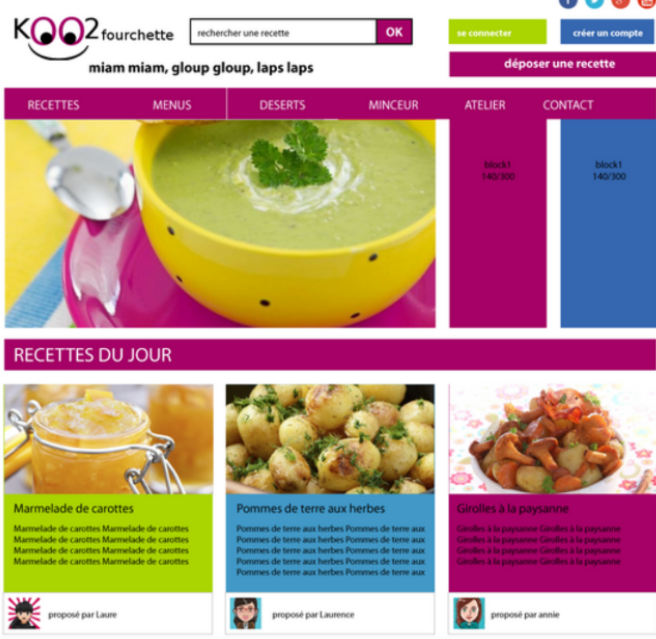 KOO2 fourchette
rechercher une recette
OK
se connecter
créer un compte
miam miam, gloup gloup, laps laps
déposer une recette
RECETTES MENUS DESERTS MINCEUR ATELIER CONTACT
block1
140/300
block1
140/300
RECETTES DU JOUR
Marmelade de carottes
Marmelade de carottes Marmelade de carottes
Marmelade de carottes Marmelade de carottes
Marmelade de carottes Marmelade de carottes
Marmelade de carottes Marmelade de carottes
proposé par Laure
Pommes de terre aux herbes
Pommes de terre aux herbes Pommes de terre aux
Pommes de terre aux herbes Pommes de terre aux
Pommes de terre aux herbes Pommes de terre aux
Pommes de terre aux herbes Pommes de terre aux
Pommes de terre aux herbes Pommes de terre aux
proposé par Laurence
Girolles à la paysanne
Girolles à la paysanne Girolles à la paysanne
Girolles à la paysanne Girolles à la paysanne
Girolles à la paysanne Girolles à la paysanne
Girolles à la paysanne Girolles à la paysanne
proposé par annie